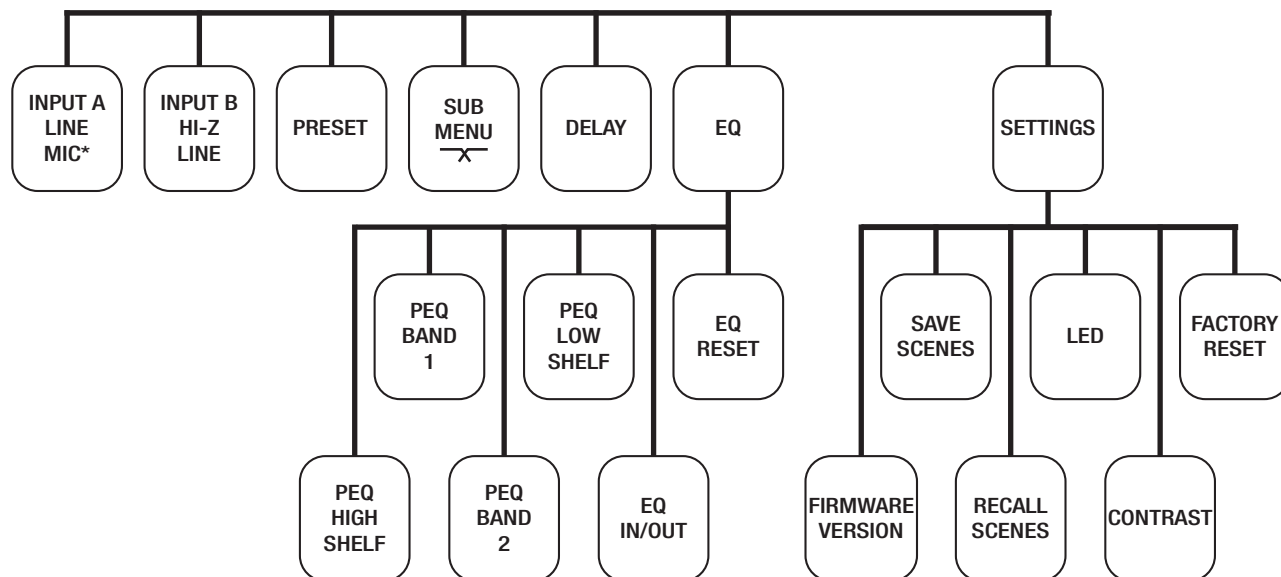 INPUT A
LINE
MIC*
INPUT B
HI-Z
LINE
PRESET
SUB
MENU
DELAY
EQ
SETTINGS
PEQ
BAND
1
PEQ
LOW
SHELF
EQ
RESET
SAVE
SCENES
LED
FACTORY
RESET
PEQ
HIGH
SHELF
PEQ
BAND
2
EQ
IN/OUT
FIRMWARE
VERSION
RECALL
SCENES
CONTRAST